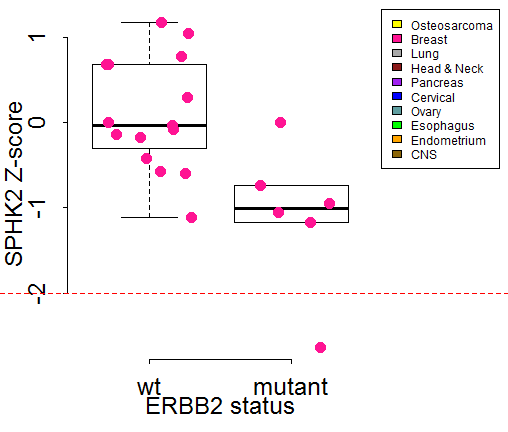 SPHK2 Z-score
1
0
-1
-2
wt
mutant
ERBB2 status
Osteosarcoma
Breast
Lung
Head & Neck
Pancreas
Cervical
Ovary
Esophagus
Endometrium
CNS